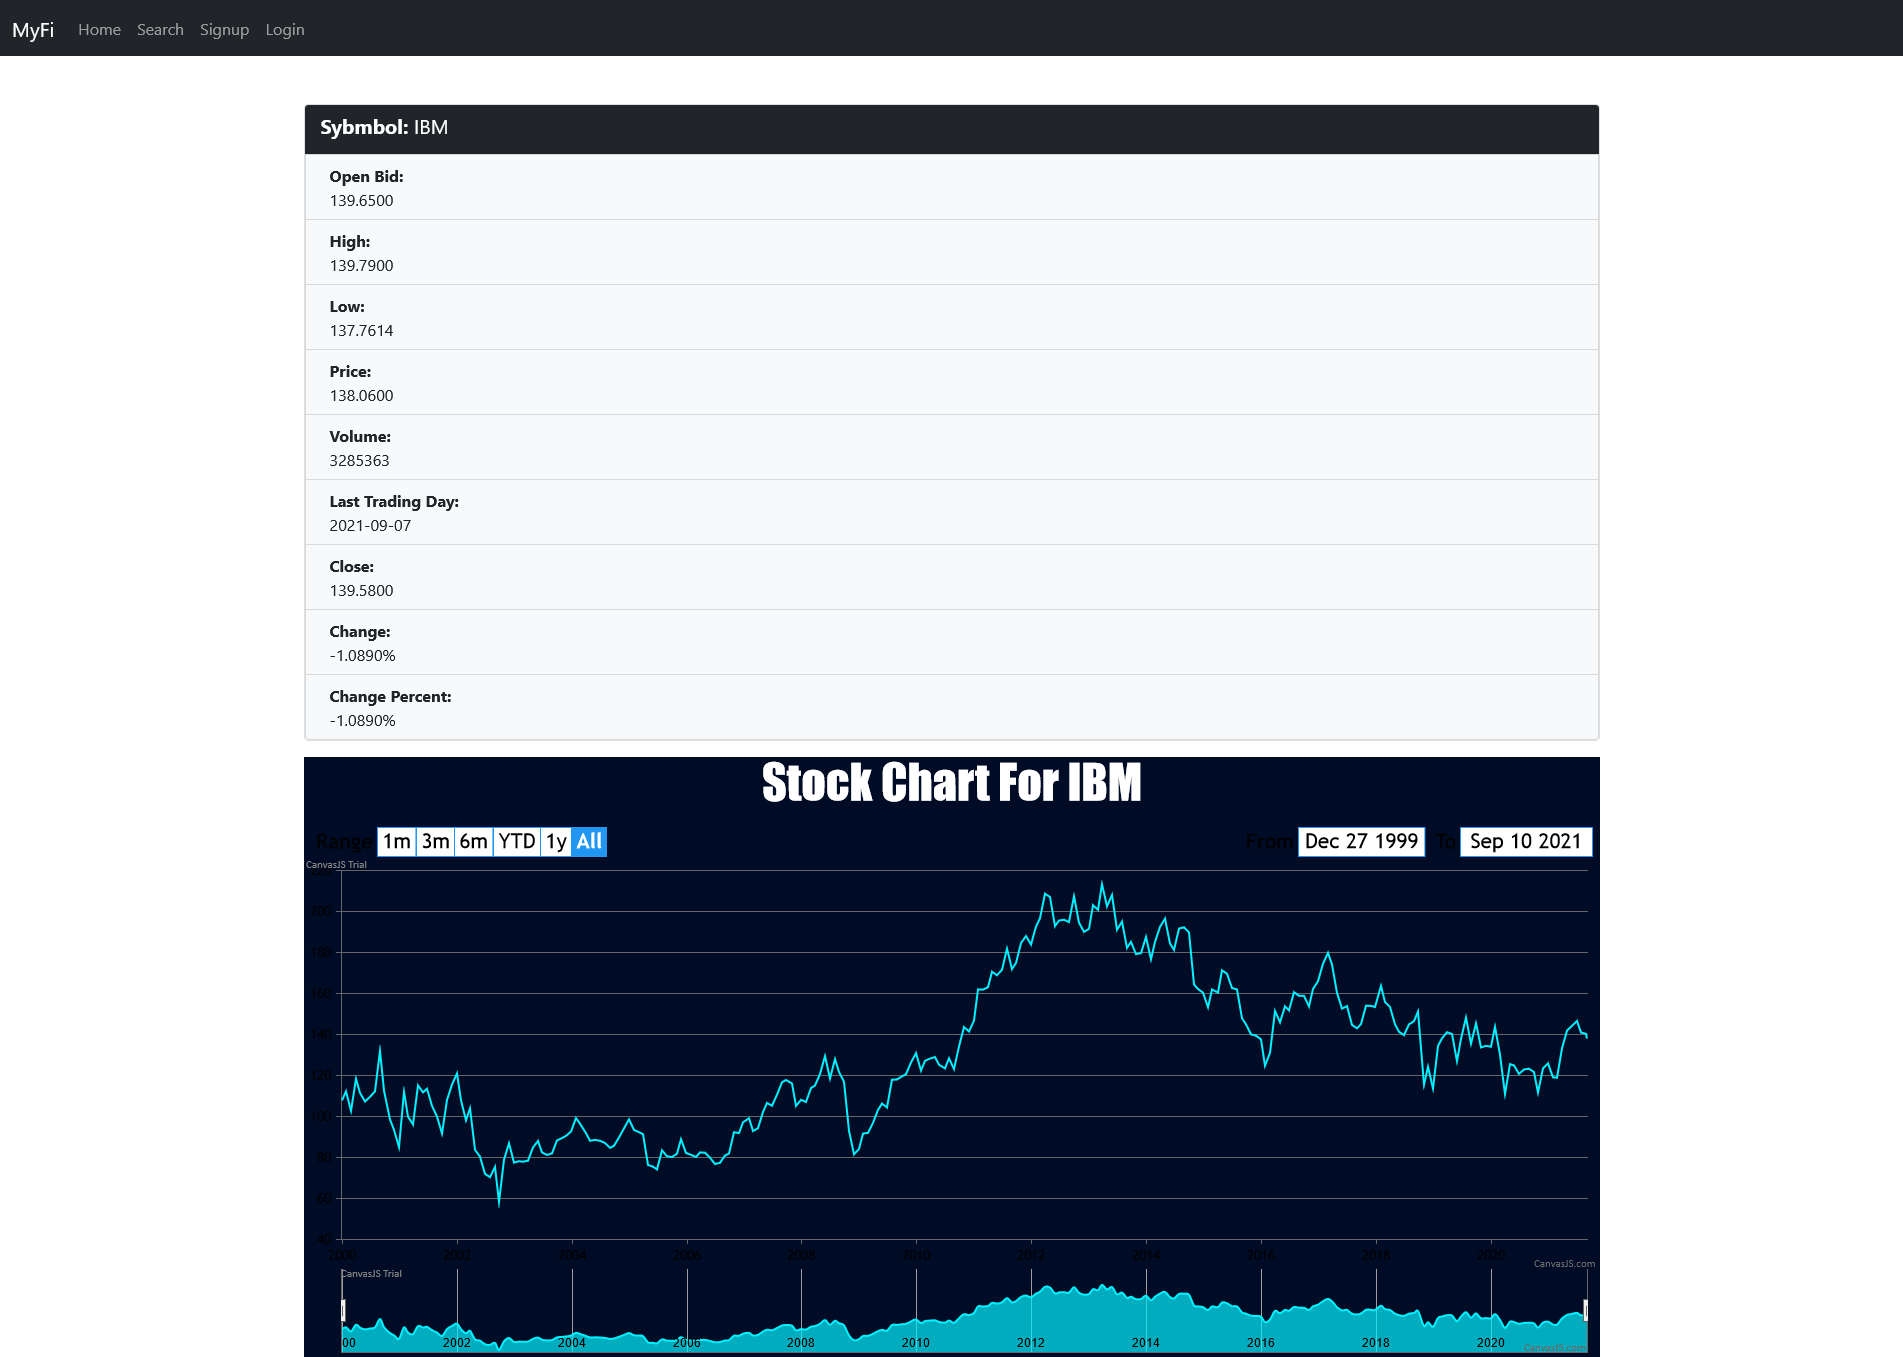 MyFi Home Search Signup Login
Sybmbol: IBM
Open Bid:
139.6500
High:
139.7900
Low:
137.7614
Price:
138.0600
Volume:
3285363
Last Trading Day:
2021-09-07
Close:
139.5800
Change:
-1.0890%
Change Percent:
-1.0890%
Stock Chart For IBM
Range 1m 3m 6m YTD 1y All From Dec 27 1999 To Sep 10 2021
CanvasJS Trial
220
200
180
160
140
120
100
80
60
40
2000 2002 2004 2006 2008 2010 2012 2014 2016 2018 2020
CanvasJS.com
CanvasJS Trial
00 2002 2004 2006 2008 2010 2012 2014 2016 2018 2020
CanvasJS.com